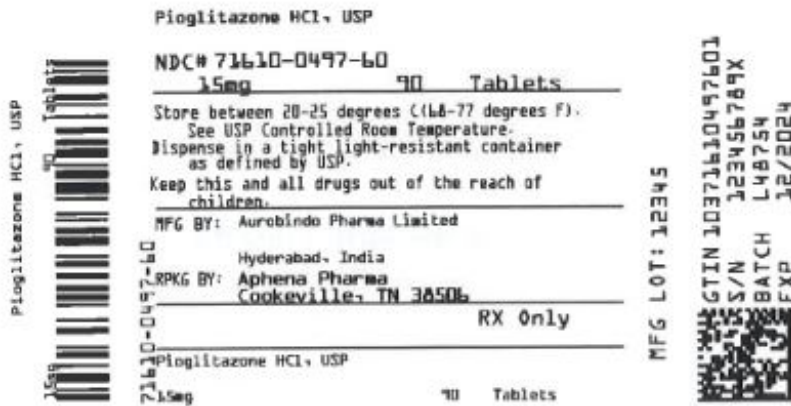 Pioglitazone HCl, USP
NDC# 71610-0497-60
15mg 90 Tablets
Store between 20-25 degrees C(68-77 degrees F).
See USP Controlled Room Temperature.
Dispense in a tight light-resistant container
as defined by USP.
Keep this and all drugs out of the reach of
children.
MFG BY: Aurobindo Pharma Limited
Hyderabad, India
RPKG BY: Aphena Pharma
Cookeville, TN 38506
RX Only
Pioglitazone HCl, USP
15mg 90 Tablets
Pioglitazone HCl, USP
15mg 90 Tablets
71610-0497-60
MFG LOT: 12345
GTIN 10371610497601
S/N 123456789X
BATCH L48754
EXP 12/2024